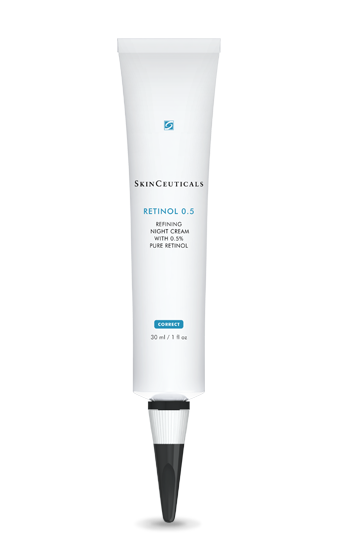 SKINCEUTICALS
RETINOL 0.5
REFINING
NIGHT CREAM
WITH 0.5%
PURE RETINOL
CORRECT
30 ml / 1 fl oz